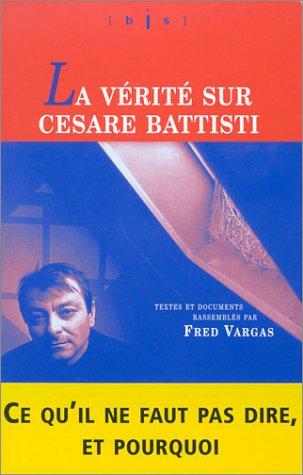 [bis]
LA VÉRITÉ SUR
CESARE BATTISTI
TEXTES ET DOCUMENTS
RASSEMBLÉS PAR
FRED VARGAS
CE QU'IL NE FAUT PAS DIRE,
ET POURQUOI